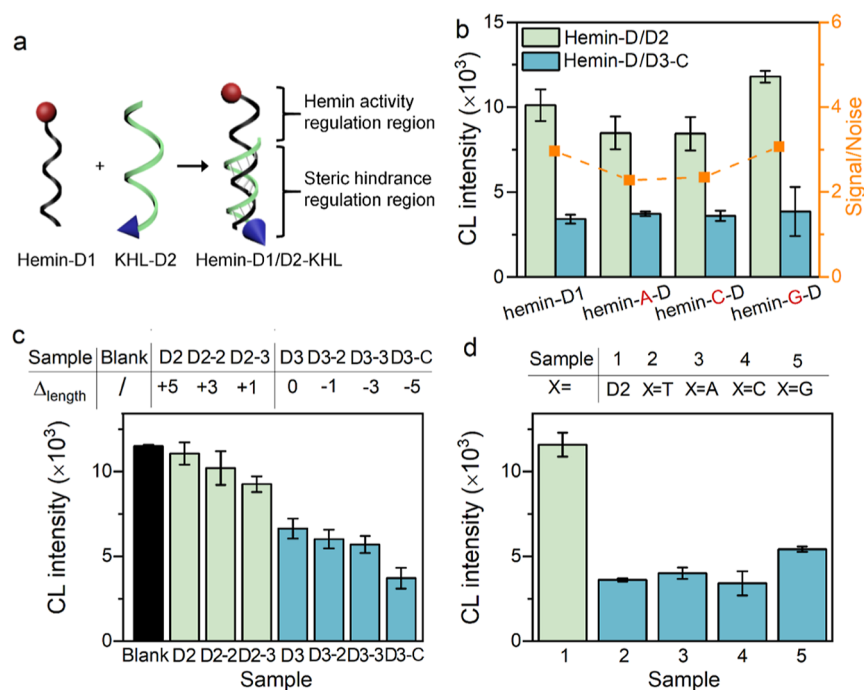 a
Hemin-D1
+
KHL-D2
Hemin-D1/D2-KHL
Hemin activity
regulation region
Steric hindrance
regulation region
b
Hemin-D/D2
Hemin-D/D3-C
CL intensity (×10³)
15
10
5
0
Signal/Noise
6
4
2
0
hemin-D1
hemin-A-D
hemin-C-D
hemin-G-D
c
Sample Blank D2 D2-2 D2-3 D3 D3-2 D3-3 D3-C
Δlength / +5 +3 +1 0 -1 -3 -5
CL intensity (×10³)
10
5
0
Blank D2 D2-2 D2-3 D3 D3-2 D3-3 D3-C
Sample
d
Sample 1 2 3 4 5
X= D2 X=T X=A X=C X=G
CL intensity (×10³)
10
5
0
1 2 3 4 5
Sample